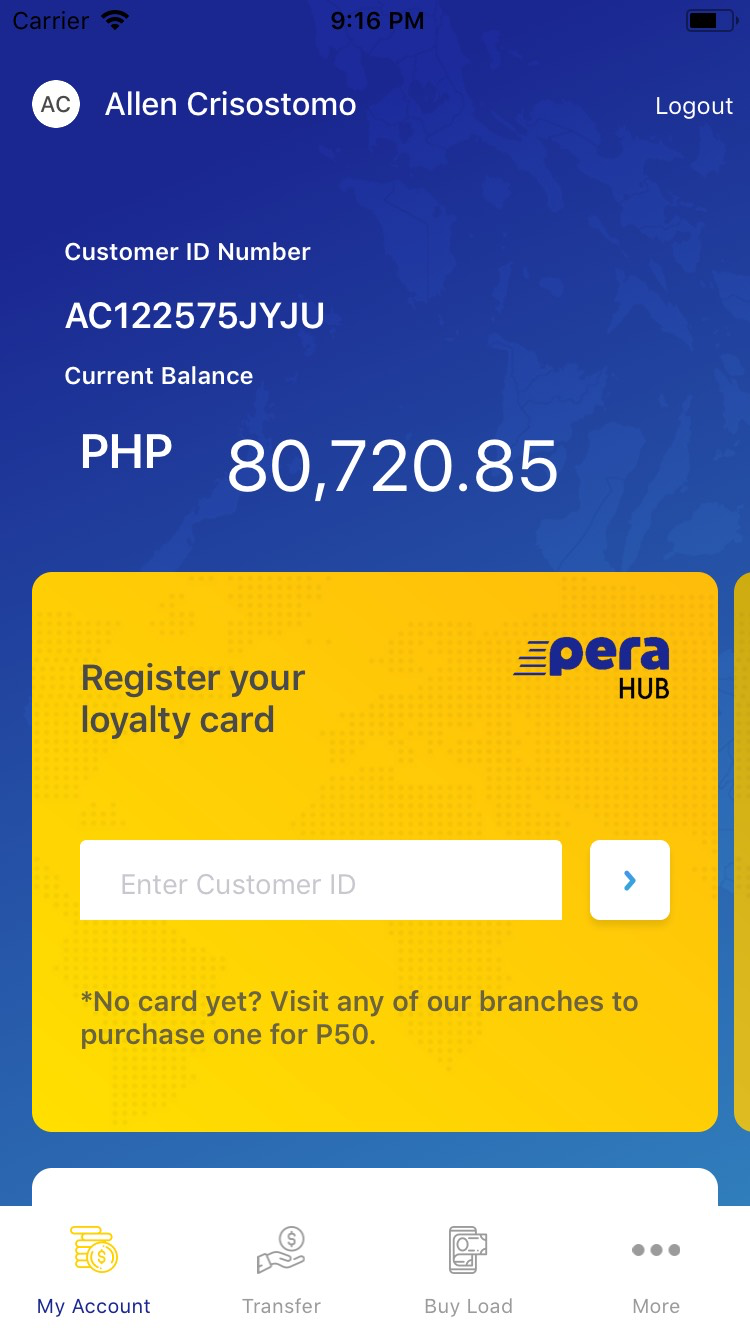 Carrier 9:16 PM
AC Allen Crisostomo Logout
Customer ID Number
AC122575JYJU
Current Balance
PHP 80,720.85
Register your
loyalty card
pera
HUB
Enter Customer ID
*No card yet? Visit any of our branches to
purchase one for P50.
My Account Transfer Buy Load More